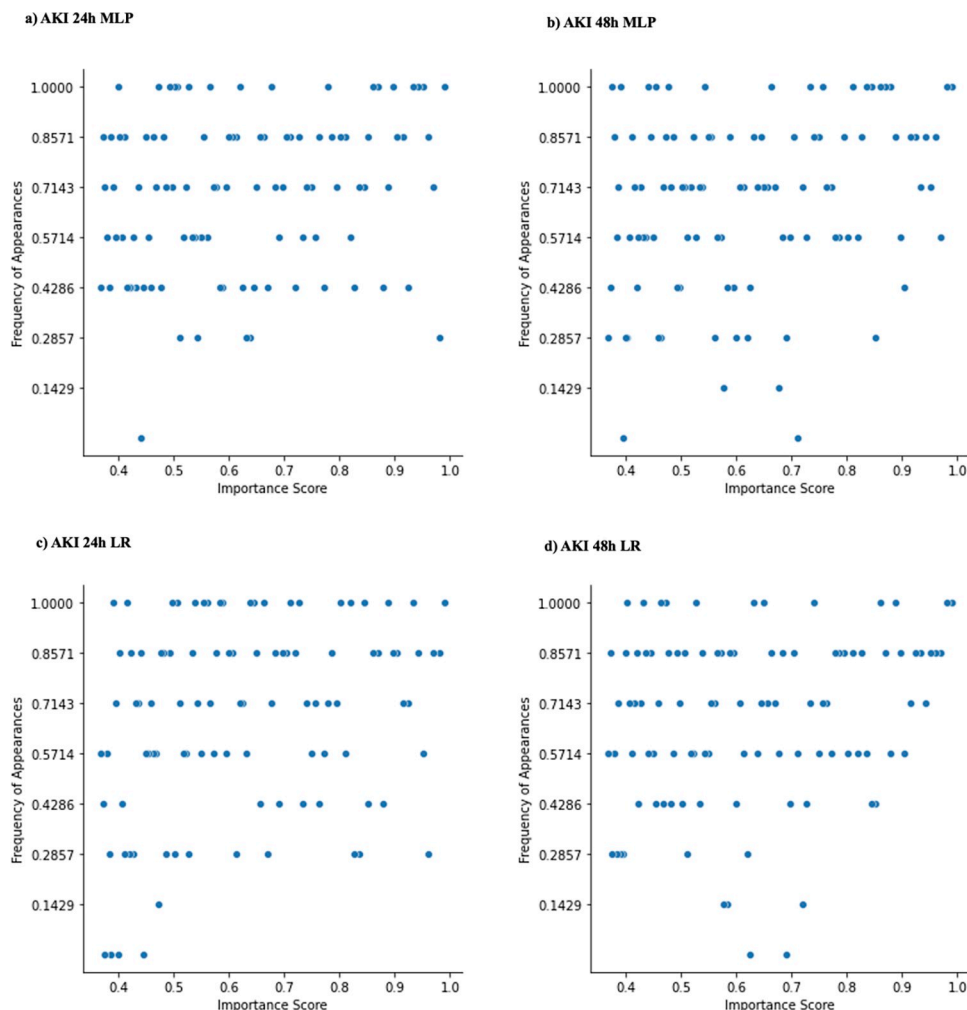 a) AKI 24h MLP
b) AKI 48h MLP
Frequency of Appearances
1.0000
0.8571
0.7143
0.5714
0.4286
0.2857
0.1429
0.4 0.5 0.6 0.7 0.8 0.9 1.0
Importance Score
Frequency of Appearances
1.0000
0.8571
0.7143
0.5714
0.4286
0.2857
0.1429
0.4 0.5 0.6 0.7 0.8 0.9 1.0
Importance Score
c) AKI 24h LR
d) AKI 48h LR
Frequency of Appearances
1.0000
0.8571
0.7143
0.5714
0.4286
0.2857
0.1429
0.4 0.5 0.6 0.7 0.8 0.9 1.0
Importance Score
Frequency of Appearances
1.0000
0.8571
0.7143
0.5714
0.4286
0.2857
0.1429
0.4 0.5 0.6 0.7 0.8 0.9 1.0
Importance Score